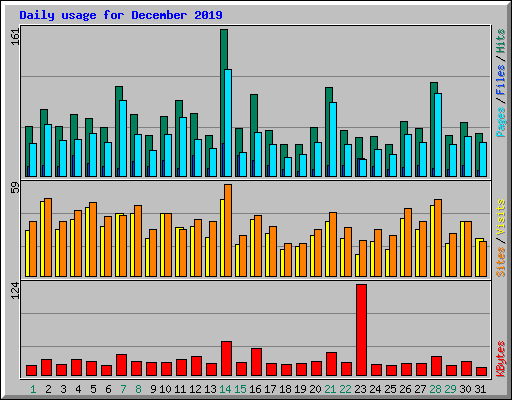 Daily usage for December 2019
161
Pages / Files / Hits
59
Sites / Visits
124
KBytes
1 2 3 4 5 6 7 8 9 10 11 12 13 14 15 16 17 18 19 20 21 22 23 24 25 26 27 28 29 30 31